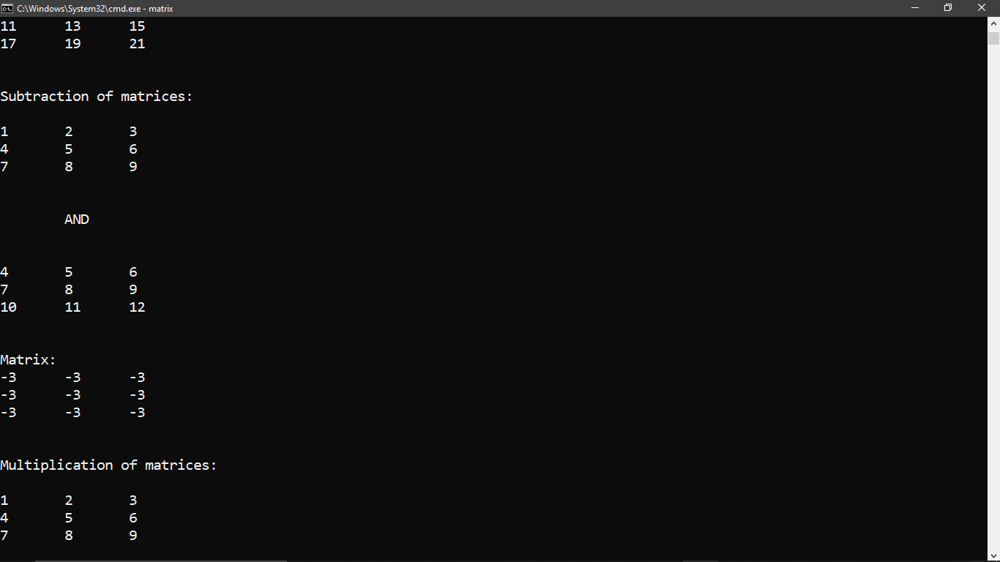 C:\Windows\System32\cmd.exe - matrix
11 13 15
17 19 21
Subtraction of matrices:
1 2 3
4 5 6
7 8 9
AND
4 5 6
7 8 9
10 11 12
Matrix:
-3 -3 -3
-3 -3 -3
-3 -3 -3
Multiplication of matrices:
1 2 3
4 5 6
7 8 9